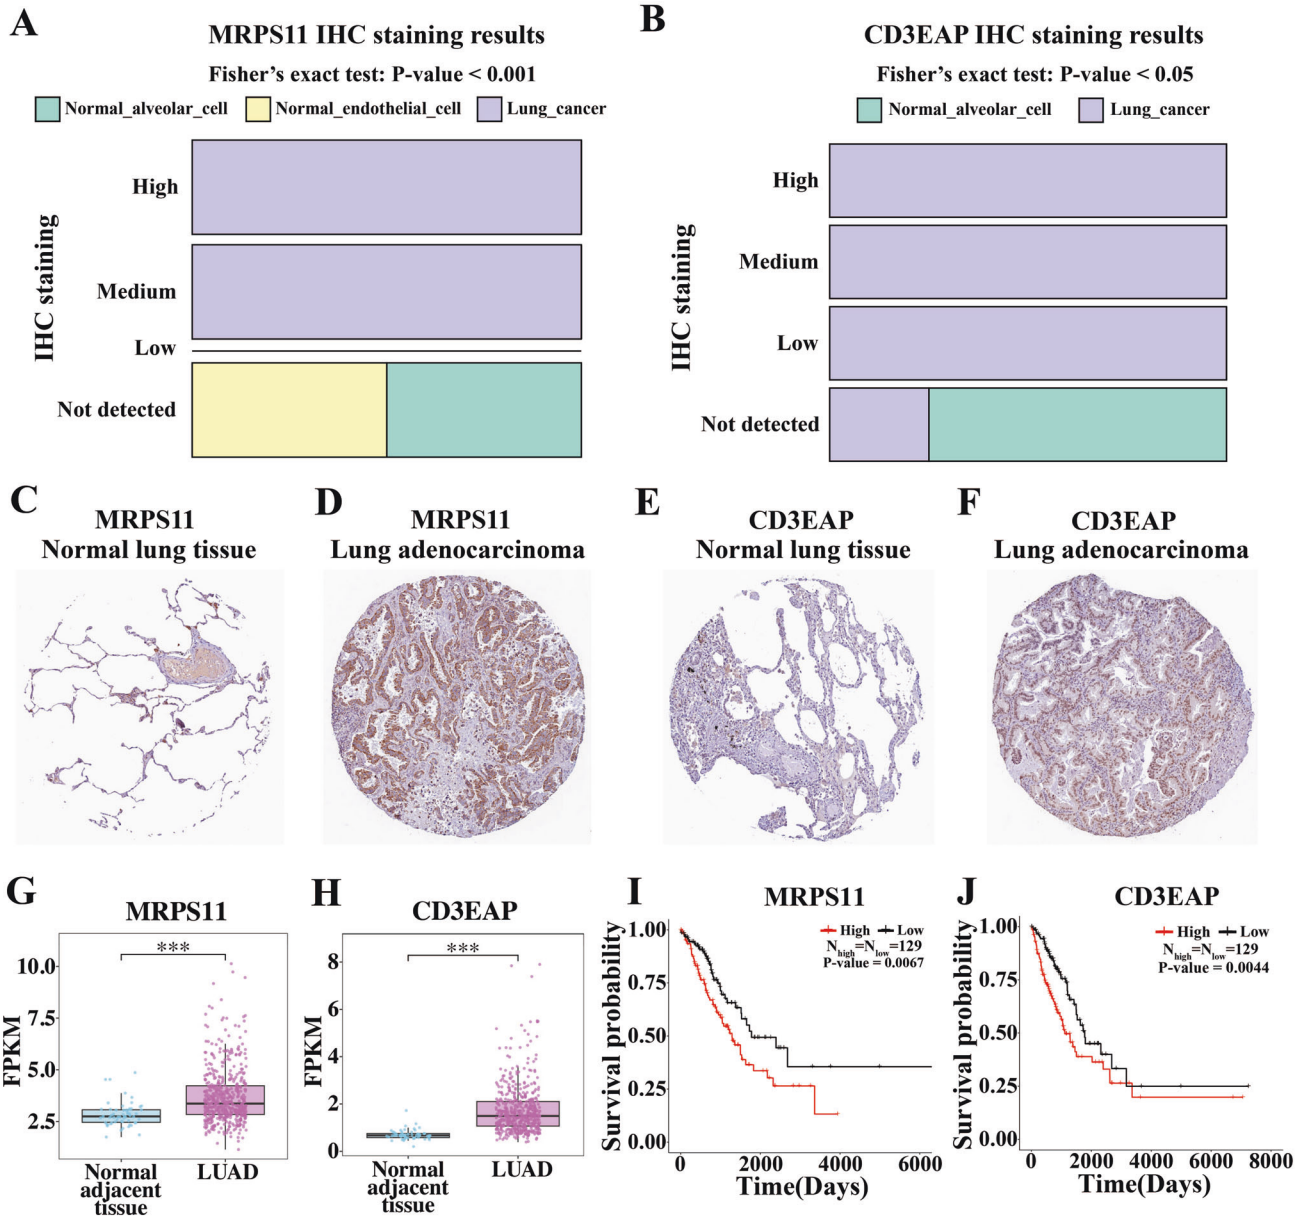 A
MRPS11 IHC staining results
Fisher's exact test: P-value < 0.001
Normal_alveolar_cell
Normal_endothelial_cell
Lung_cancer
IHC staining
High
Medium
Low
Not detected
B
CD3EAP IHC staining results
Fisher's exact test: P-value < 0.05
Normal_alveolar_cell
Lung_cancer
IHC staining
High
Medium
Low
Not detected
C
MRPS11
Normal lung tissue
D
MRPS11
Lung adenocarcinoma
E
CD3EAP
Normal lung tissue
F
CD3EAP
Lung adenocarcinoma
G
MRPS11
***
FPKM
10.0
7.5
5.0
2.5
Normal
adjacent
tissue
LUAD
H
CD3EAP
***
FPKM
8
6
4
2
0
Normal
adjacent
tissue
LUAD
I
MRPS11
High Low
Nhigh=Nlow=129
P-value = 0.0067
Survival probability
1.00
0.75
0.50
0.25
0.00
0 2000 4000 6000
Time(Days)
J
CD3EAP
High Low
Nhigh=Nlow=129
P-value = 0.0044
Survival probability
1.00
0.75
0.50
0.25
0.00
0 2000 4000 6000 8000
Time(Days)